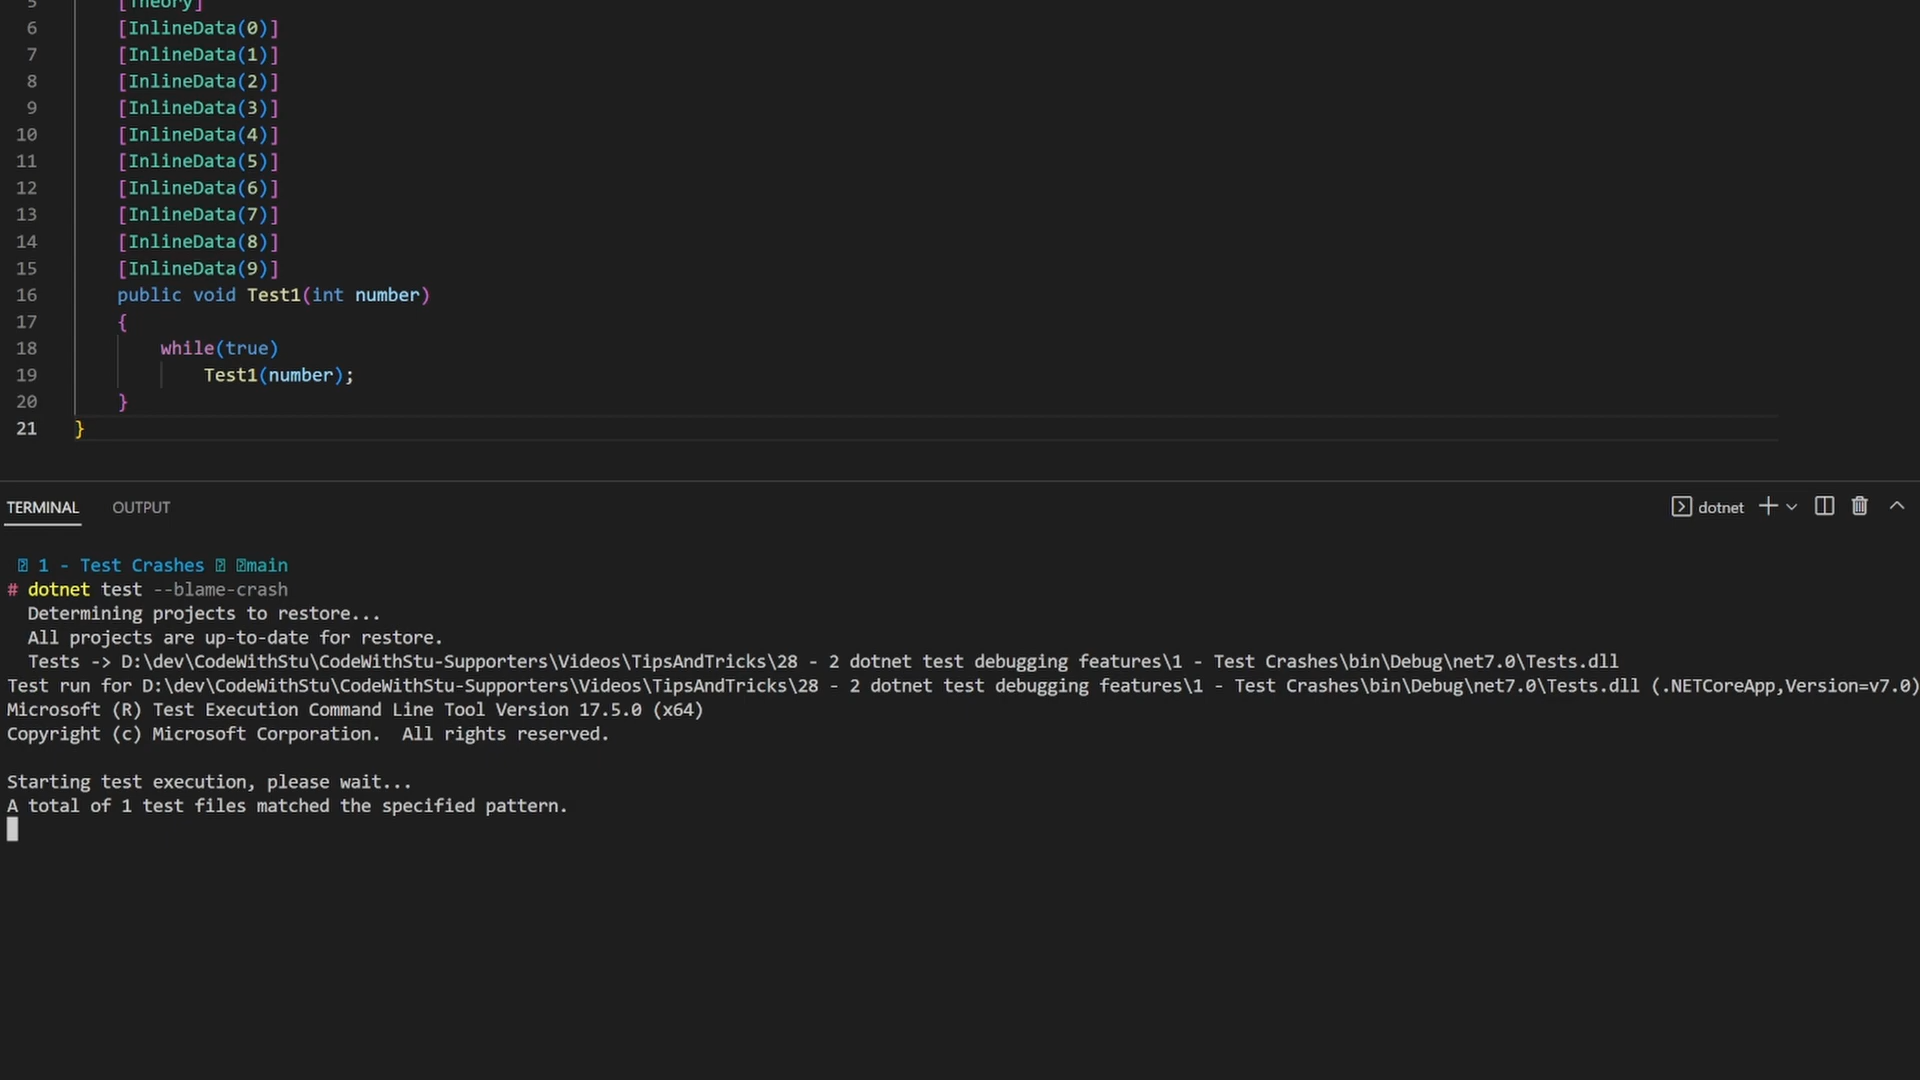 5 [Theory]
6 [InlineData(0)]
7 [InlineData(1)]
8 [InlineData(2)]
9 [InlineData(3)]
10 [InlineData(4)]
11 [InlineData(5)]
12 [InlineData(6)]
13 [InlineData(7)]
14 [InlineData(8)]
15 [InlineData(9)]
16 public void Test1(int number)
17 {
18 while(true)
19 Test1(number);
20 }
21 }
TERMINAL OUTPUT dotnet
1 - Test Crashes main
# dotnet test --blame-crash
Determining projects to restore...
All projects are up-to-date for restore.
Tests -> D:\dev\CodeWithStu\CodeWithStu-Supporters\Videos\TipsAndTricks\28 - 2 dotnet test debugging features\1 - Test Crashes\bin\Debug\net7.0\Tests.dll
Test run for D:\dev\CodeWithStu\CodeWithStu-Supporters\Videos\TipsAndTricks\28 - 2 dotnet test debugging features\1 - Test Crashes\bin\Debug\net7.0\Tests.dll (.NETCoreApp,Version=v7.0)
Microsoft (R) Test Execution Command Line Tool Version 17.5.0 (x64)
Copyright (c) Microsoft Corporation.  All rights reserved.
Starting test execution, please wait...
A total of 1 test files matched the specified pattern.